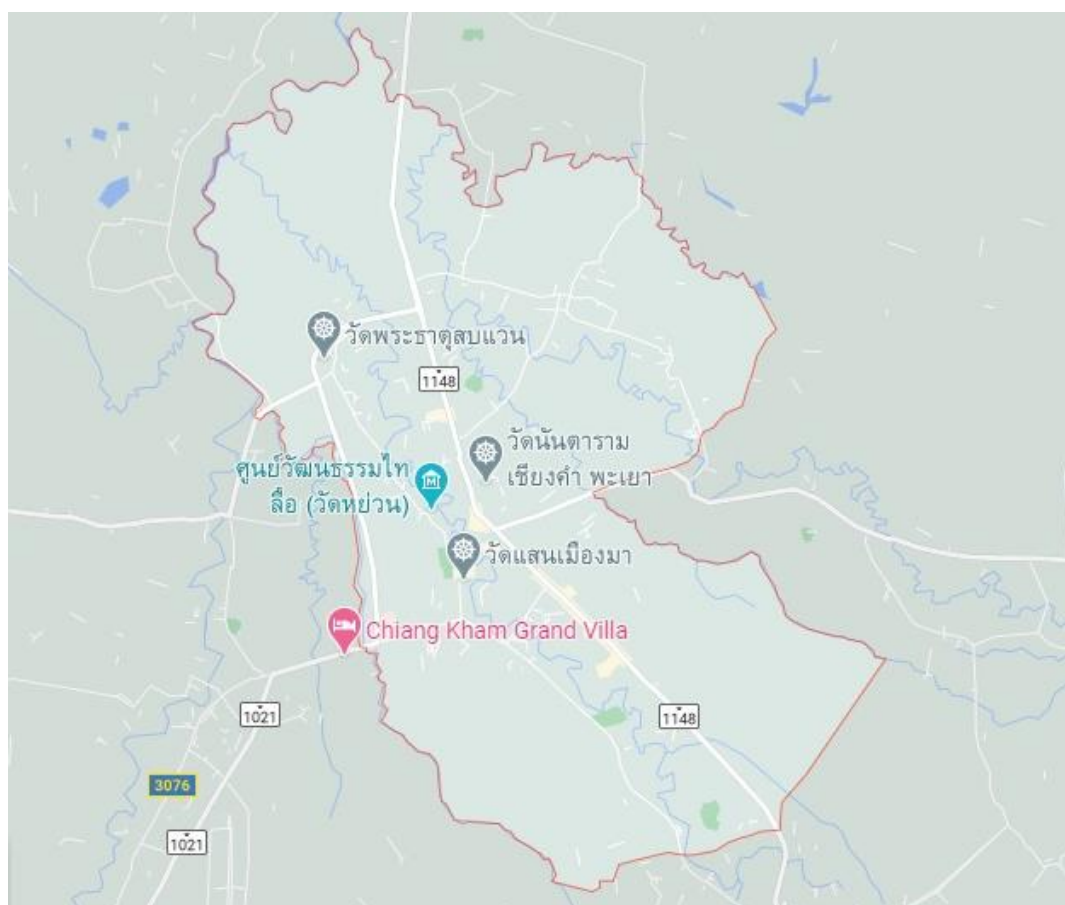 วัดพระธาตุสบแวน
1148
วัดนันตาราม
เชียงคำ พะเยา
ศูนย์วัฒนธรรมไท
ลื้อ (วัดหย่วน)
วัดแสนเมืองมา
Chiang Kham Grand Villa
1021
1148
3076
1021